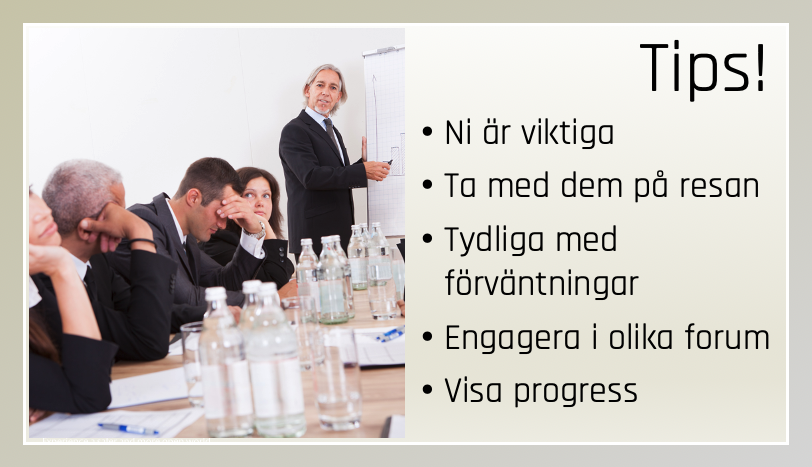 Tips!
• Ni är viktiga
• Ta med dem på resan
• Tydliga med
förväntningar
• Engagera i olika forum
• Visa progress